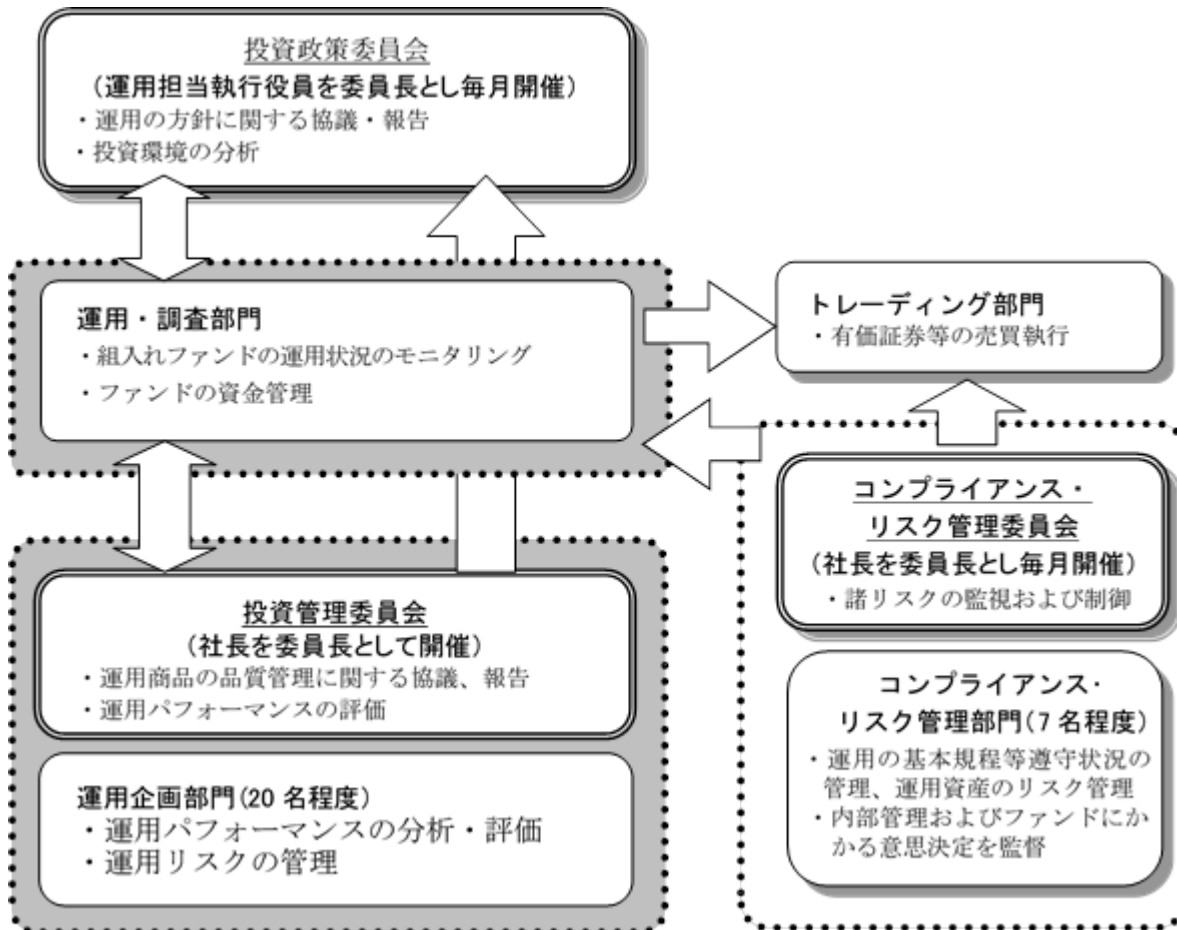 投資政策委員会
(運用担当執行役員を委員長とし毎月開催)
・運用の方針に関する協議・報告
・投資環境の分析
運用・調査部門
・組入れファンドの運用状況のモニタリング
・ファンドの資金管理
トレーディング部門
・有価証券等の売買執行
投資管理委員会
(社長を委員長として開催)
・運用商品の品質管理に関する協議、報告
・運用パフォーマンスの評価
運用企画部門(20名程度)
・運用パフォーマンスの分析・評価
・運用リスクの管理
コンプライアンス・
リスク管理委員会
(社長を委員長とし毎月開催)
・諸リスクの監視および制御
コンプライアンス・
リスク管理部門(7名程度)
・運用の基本規程等遵守状況の
管理、運用資産のリスク管理
・内部管理およびファンドにか
かる意思決定を監督